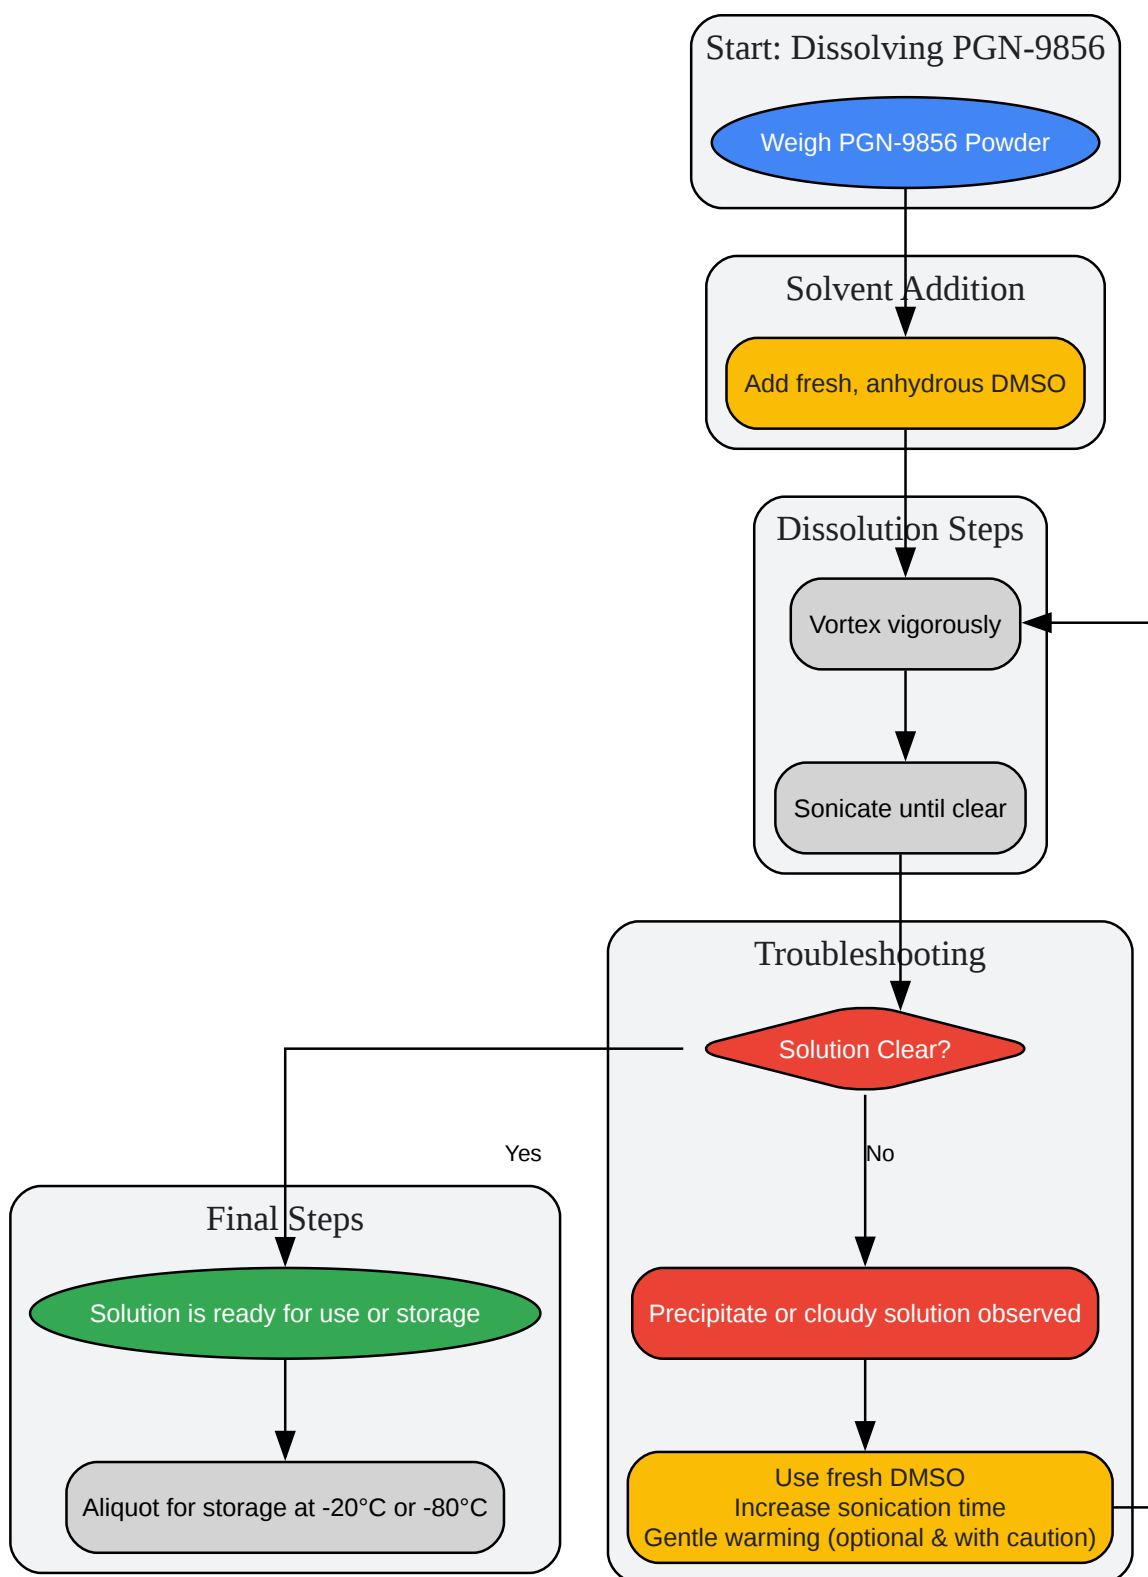 Start: Dissolving PGN-9856
Weigh PGN-9856 Powder
Solvent Addition
Add fresh, anhydrous DMSO
Dissolution Steps
Vortex vigorously
Sonicate until clear
Troubleshooting
Solution Clear?
Yes
No
Final Steps
Solution is ready for use or storage
Precipitate or cloudy solution observed
Aliquot for storage at -20°C or -80°C
Use fresh DMSO
Increase sonication time
Gentle warming (optional & with caution)